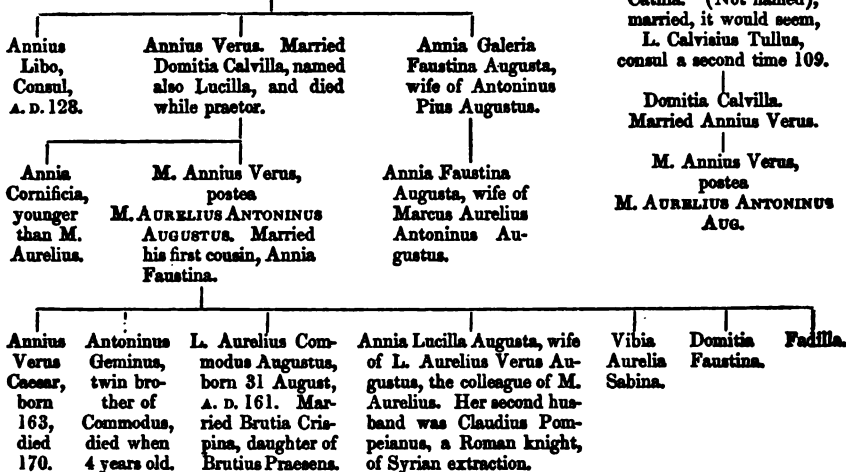 Catilia. (Not named),
married, it would seem,
L. Calvisius Tullus,
consul a second time 109.
Annius
Libo,
Consul,
A. D. 128.
Annius Verus. Married
Domitia Calvilla, named
also Lucilla, and died
while praetor.
Annia Galeria
Faustina Augusta,
wife of Antoninus
Pius Augustus.
Domitia Calvilla.
Married Annius Verus.
Annia
Cornificia,
younger
than M.
Aurelius.
M. Annius Verus,
postea
M. AURELIUS ANTONINUS
AUGUSTUS. Married
his first cousin, Annia
Faustina.
Annia Faustina
Augusta, wife of
Marcus Aurelius
Antoninus Au-
gustus.
M. Annius Verus,
postea
M. AURELIUS ANTONINUS
AUG.
Annius
Verus
Caesar,
born
163,
died
170.
Antoninus
Geminus,
twin bro-
ther of
Commodus,
died when
4 years old.
L. Aurelius Com-
modus Augustus,
born 31 August,
A. D. 161. Mar-
ried Brutia Cris-
pina, daughter of
Brutius Praesens.
Annia Lucilla Augusta, wife
of L. Aurelius Verus Au-
gustus, the colleague of M.
Aurelius. Her second hus-
band was Claudius Pom-
peianus, a Roman knight,
of Syrian extraction.
Vibia
Aurelia
Sabina.
Domitia
Faustina.
Fadilla.